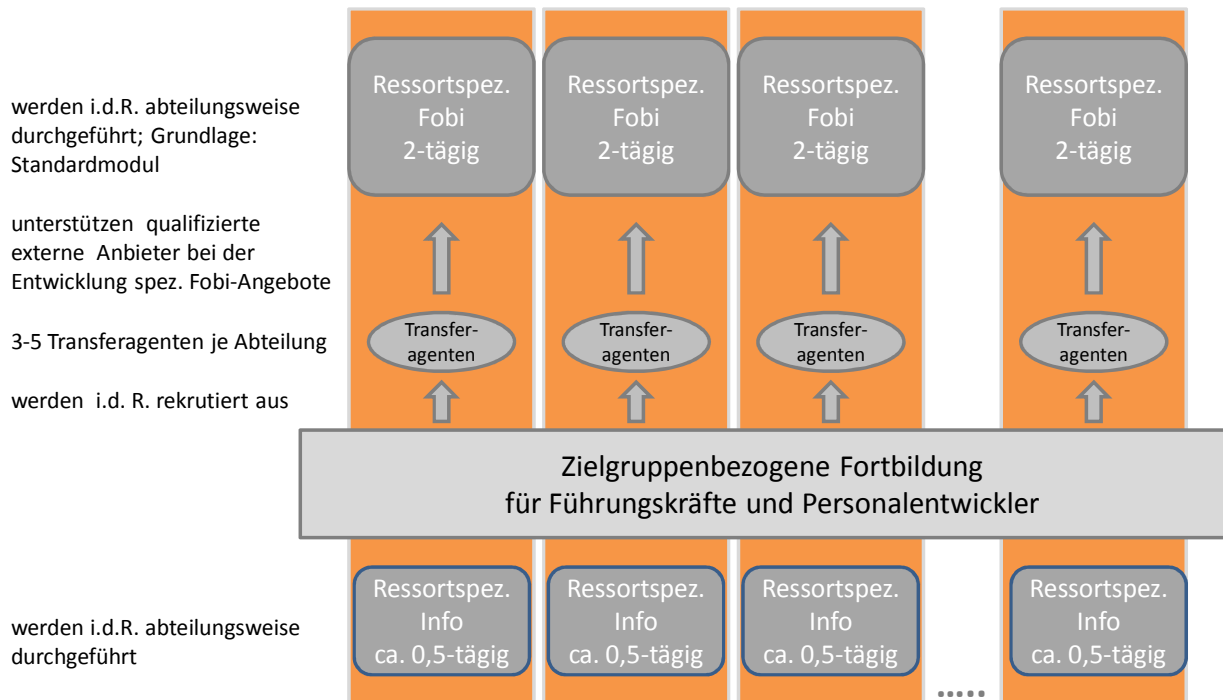 werden i.d.R. abteilungsweise
durchgeführt; Grundlage:
Standardmodul
Ressortspez.
Fobi
2-tägig
Ressortspez.
Fobi
2-tägig
Ressortspez.
Fobi
2-tägig
Ressortspez.
Fobi
2-tägig
unterstützen qualifizierte
externe Anbieter bei der
Entwicklung spez. Fobi-Angebote
3-5 Transferagenten je Abteilung
Transfer-
agenten
Transfer-
agenten
Transfer-
agenten
Transfer-
agenten
werden i.d. R. rekrutiert aus
Zielgruppenbezogene Fortbildung
für Führungskräfte und Personalentwickler
werden i.d.R. abteilungsweise
durchgeführt
Ressortspez.
Info
ca. 0,5-tägig
Ressortspez.
Info
ca. 0,5-tägig
Ressortspez.
Info
ca. 0,5-tägig
Ressortspez.
Info
ca. 0,5-tägig
.....